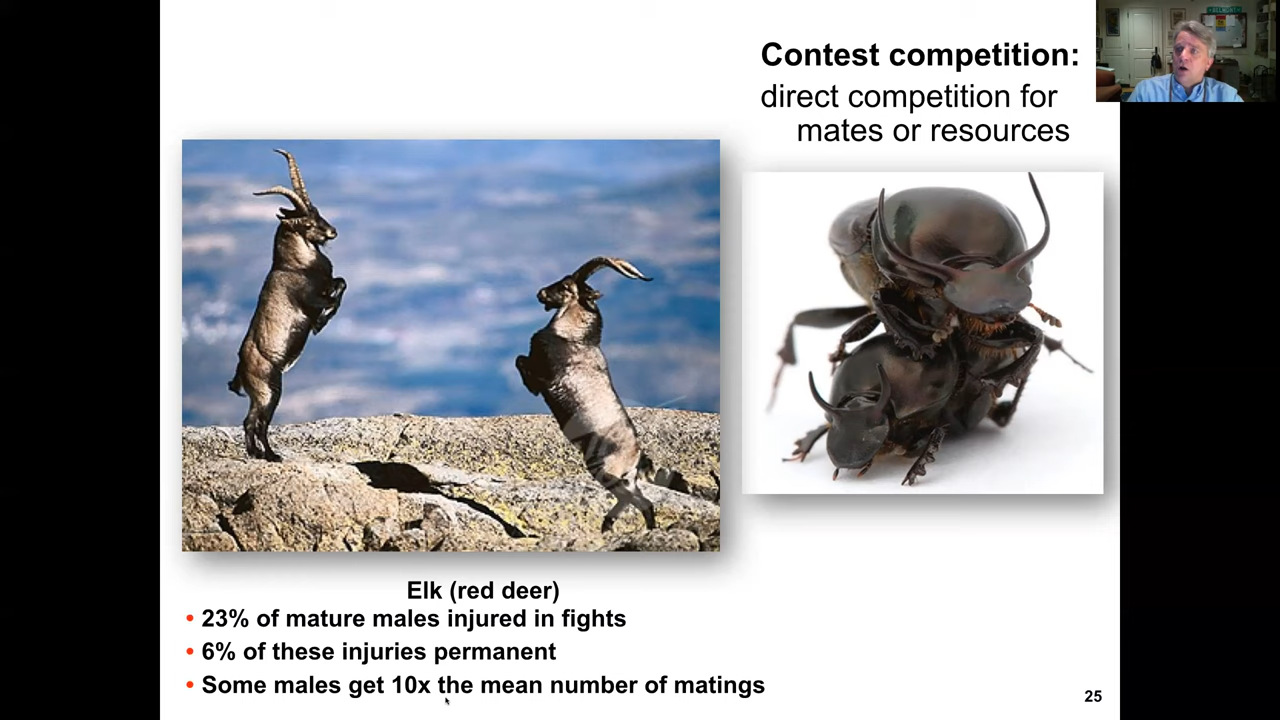 Contest competition:
direct competition for
mates or resources
Elk (red deer)
• 23% of mature males injured in fights
• 6% of these injuries permanent
• Some males get 10x the mean number of matings
25